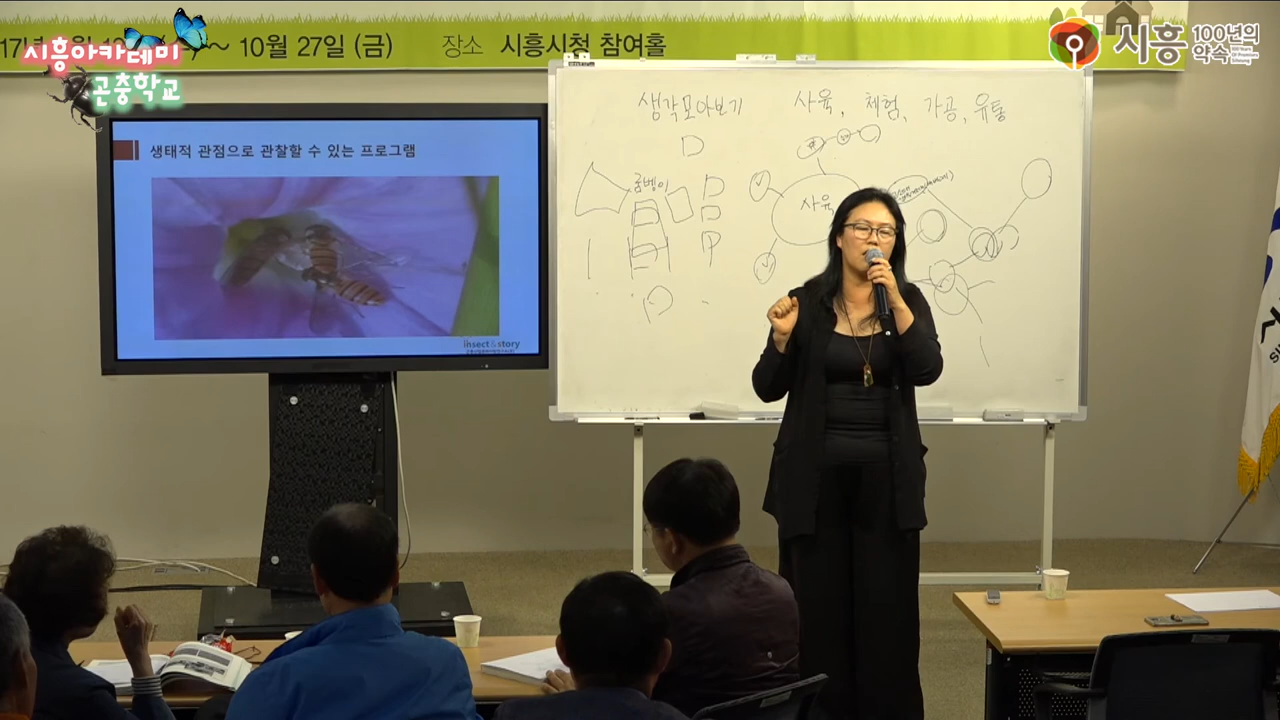 ~ 10월 27일 (금) 장소 시흥시청 참여홀
시흥아카데미
곤충학교
시흥 100년의 약속
생태적 관점으로 관찰할 수 있는 프로그램
insect & story
생각모아보기 사육, 체험, 가공, 유통
굼벵이
사육